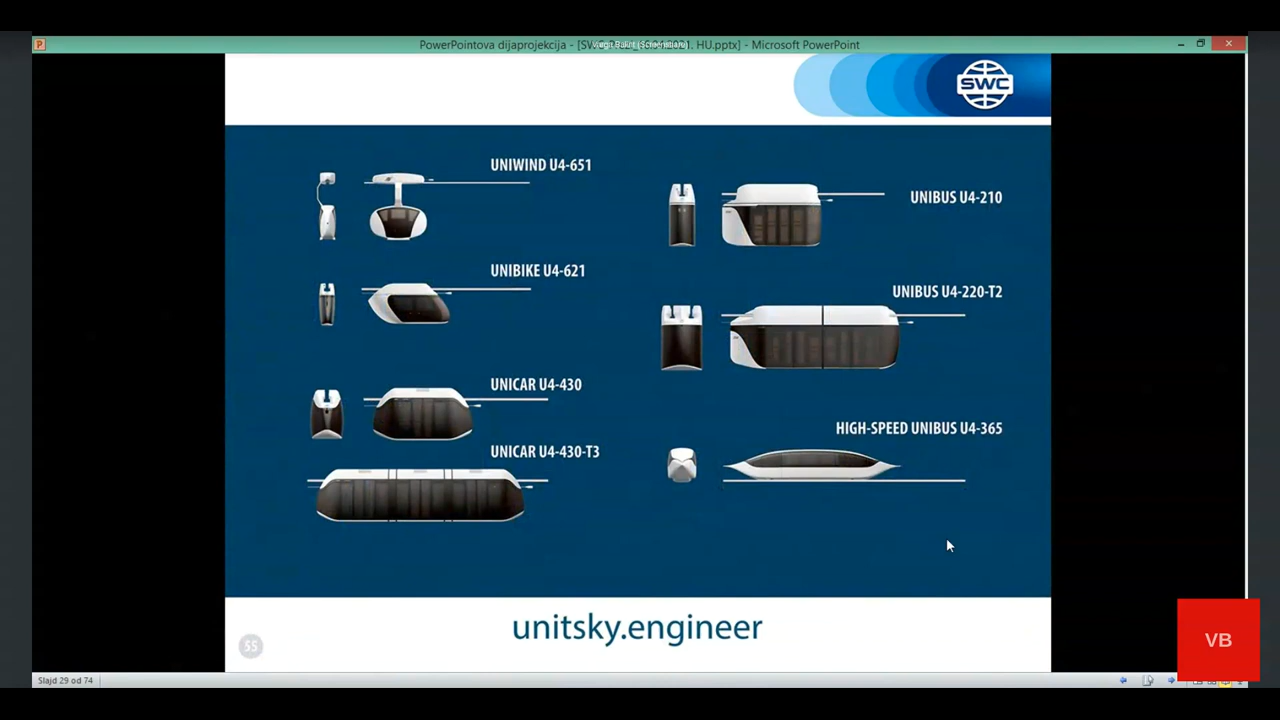 PowerPointova dijaprojekcija - [SW HU.pptx] - Microsoft PowerPoint
SWC
UNIWIND U4-651
UNIBIKE U4-621
UNICAR U4-430
UNICAR U4-430-T3
UNIBUS U4-210
UNIBUS U4-220-T2
HIGH-SPEED UNIBUS U4-365
unitsky.engineer
55
VB
Slajd 29 od 74